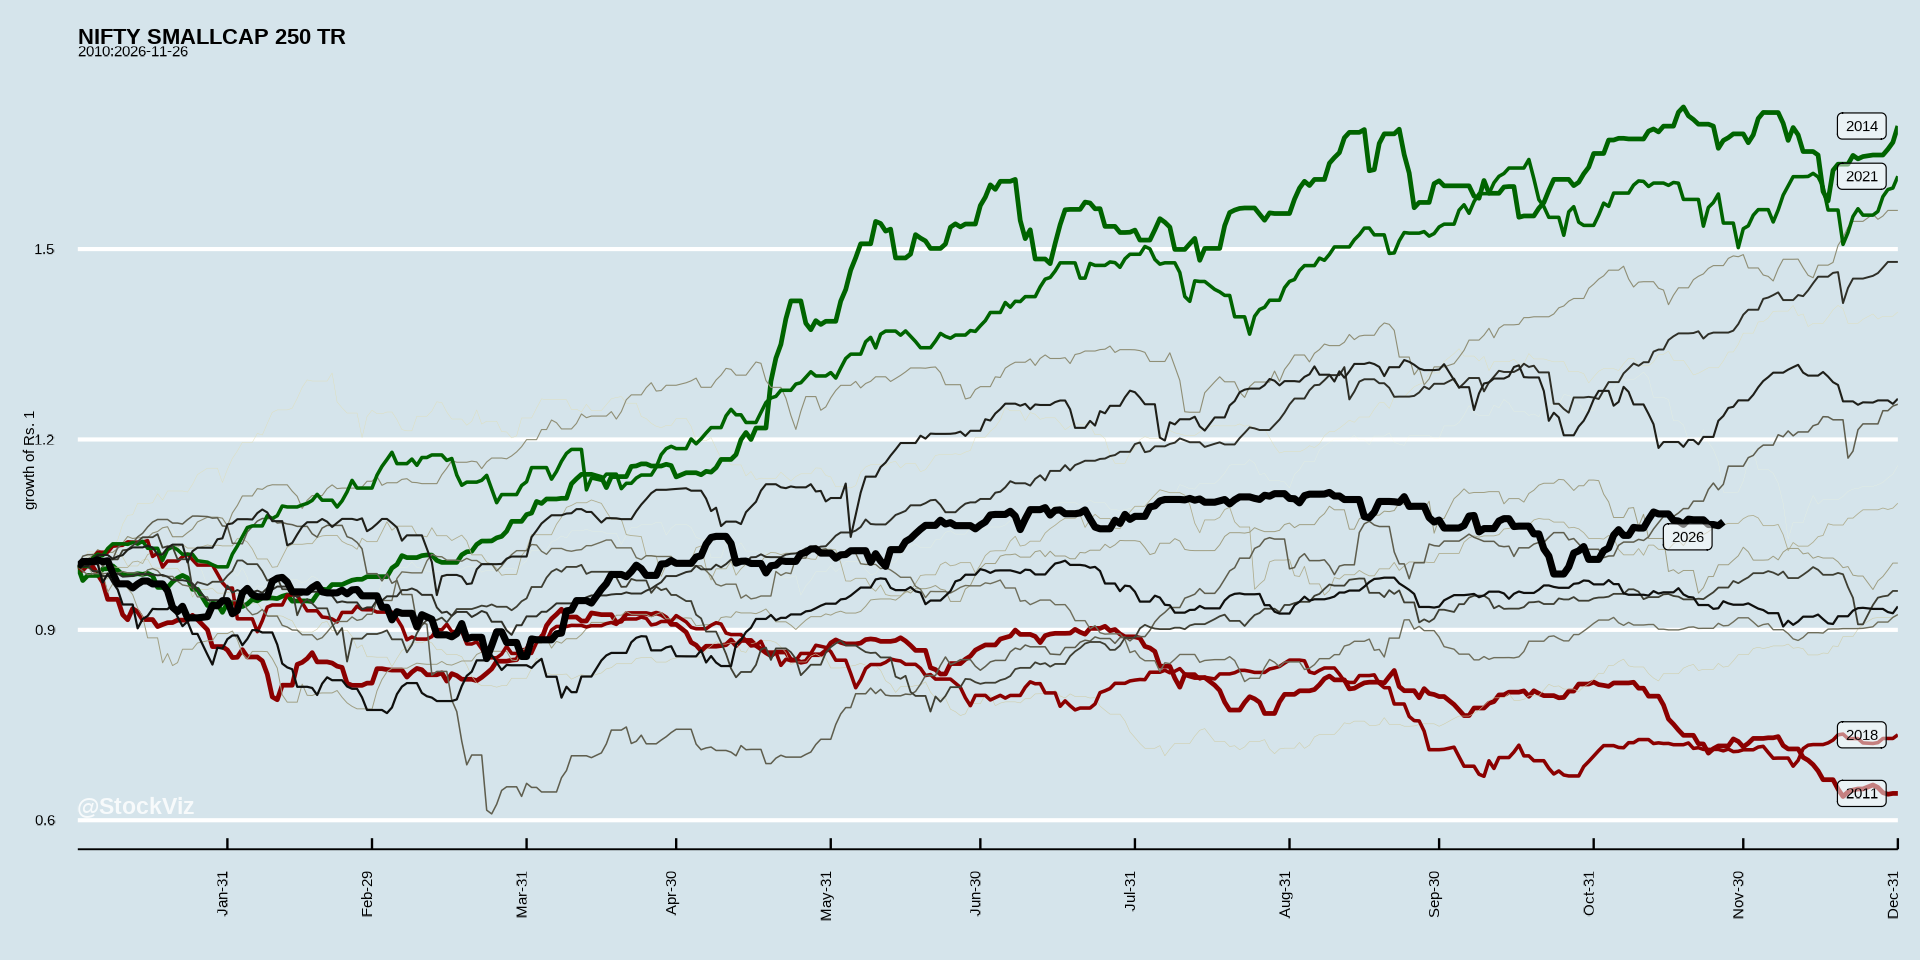 NIFTY SMALLCAP 250 TR
2010:2026-11-26
2014
2021
1.5
growth of Rs. 1
1.2
2026
0.9
2018
2011
@StockViz
0.6
Jan-31
Feb-29
Mar-31
Apr-30
May-31
Jun-30
Jul-31
Aug-31
Sep-30
Oct-31
Nov-30
Dec-31